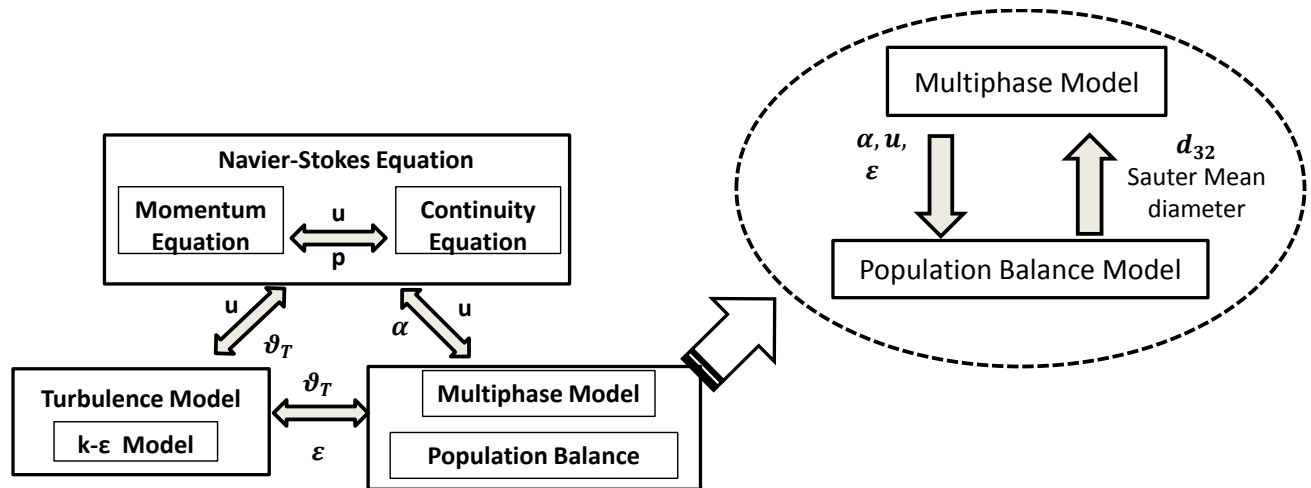 Navier-Stokes Equation
Momentum
Equation
u
p
Continuity
Equation
u
ϑ_T
α
u
Turbulence Model
k-ε Model
ϑ_T
ε
Multiphase Model
Population Balance
Multiphase Model
α, u,
ε
d_32
Sauter Mean
diameter
Population Balance Model